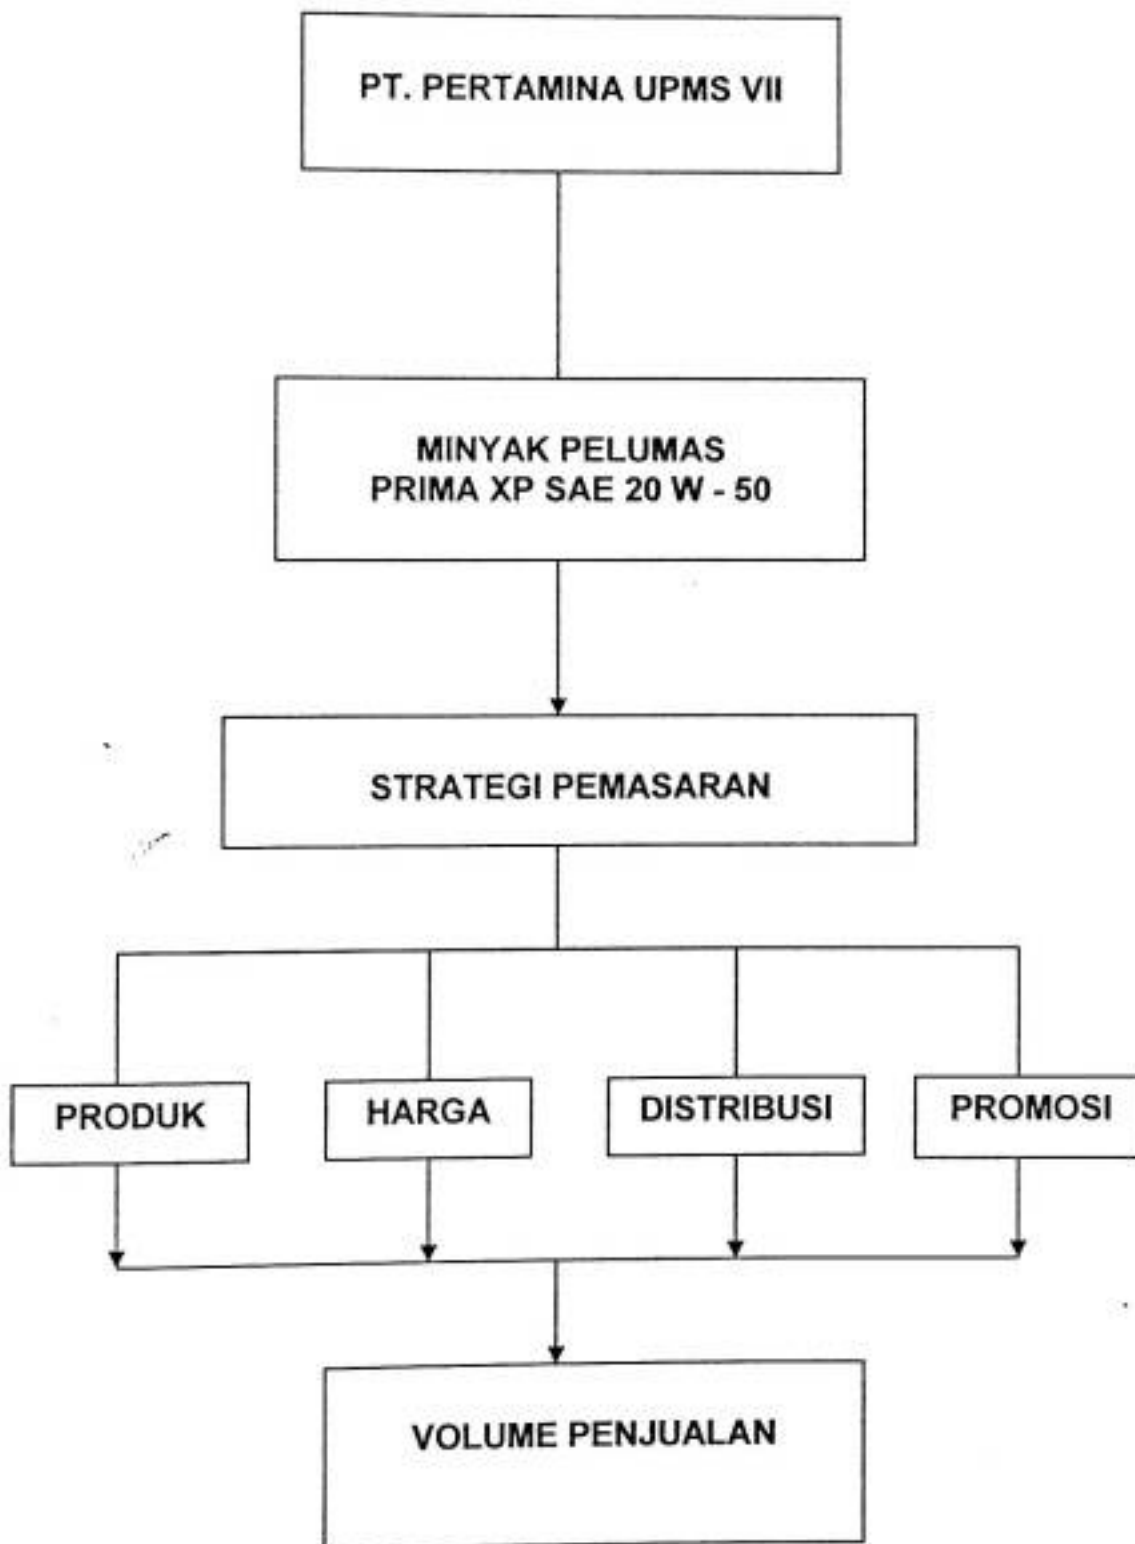 PT. PERTAMINA UPMS VII
MINYAK PELUMAS
PRIMA XP SAE 20 W - 50
STRATEGI PEMASARAN
PRODUK
HARGA
DISTRIBUSI
PROMOSI
VOLUME PENJUALAN